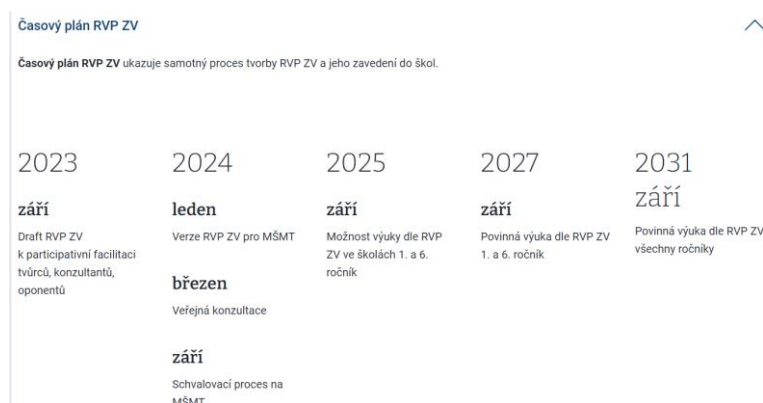 Časový plán RVP ZV
Časový plán RVP ZV ukazuje samotný proces tvorby RVP ZV a jeho zavedení do škol.
2023
září
Draft RVP ZV
k participativní facilitaci
tvůrců, konzultantů,
oponentů
2024
leden
Verze RVP ZV pro MŠMT
březen
Veřejná konzultace
září
Schvalovací proces na
MŠMT
2025
září
Možnost výuky dle RVP
ZV ve školách 1. a 6.
ročník
2027
září
Povinná výuka dle RVP ZV
1. a 6. ročník
2031
září
Povinná výuka dle RVP ZV
všechny ročníky